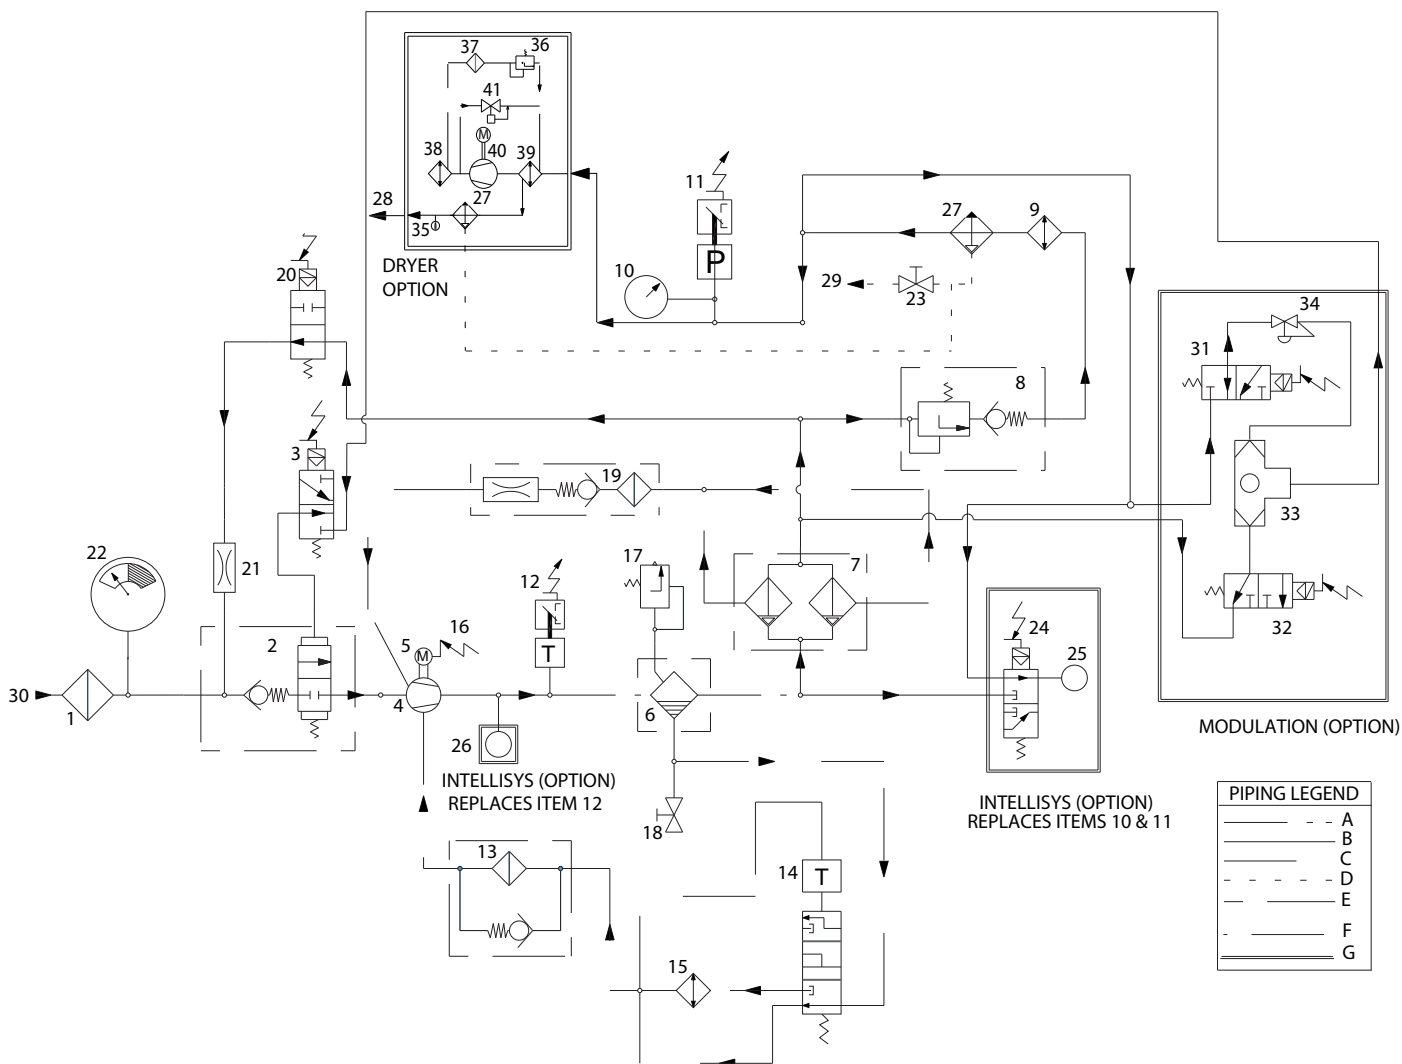 37
36
41
M
38
40
39
27
28
35
DRYER
OPTION
11
P
10
27
9
29
23
20
3
34
31
33
32
8
19
7
22
21
17
12
T
2
5
M
16
4
6
24
25
MODULATION (OPTION)
30
1
26
INTELLISYS (OPTION)
REPLACES ITEM 12
18
INTELLISYS (OPTION)
REPLACES ITEMS 10 & 11
13
14
T
15
PIPING LEGEND
A
B
C
D
E
F
G